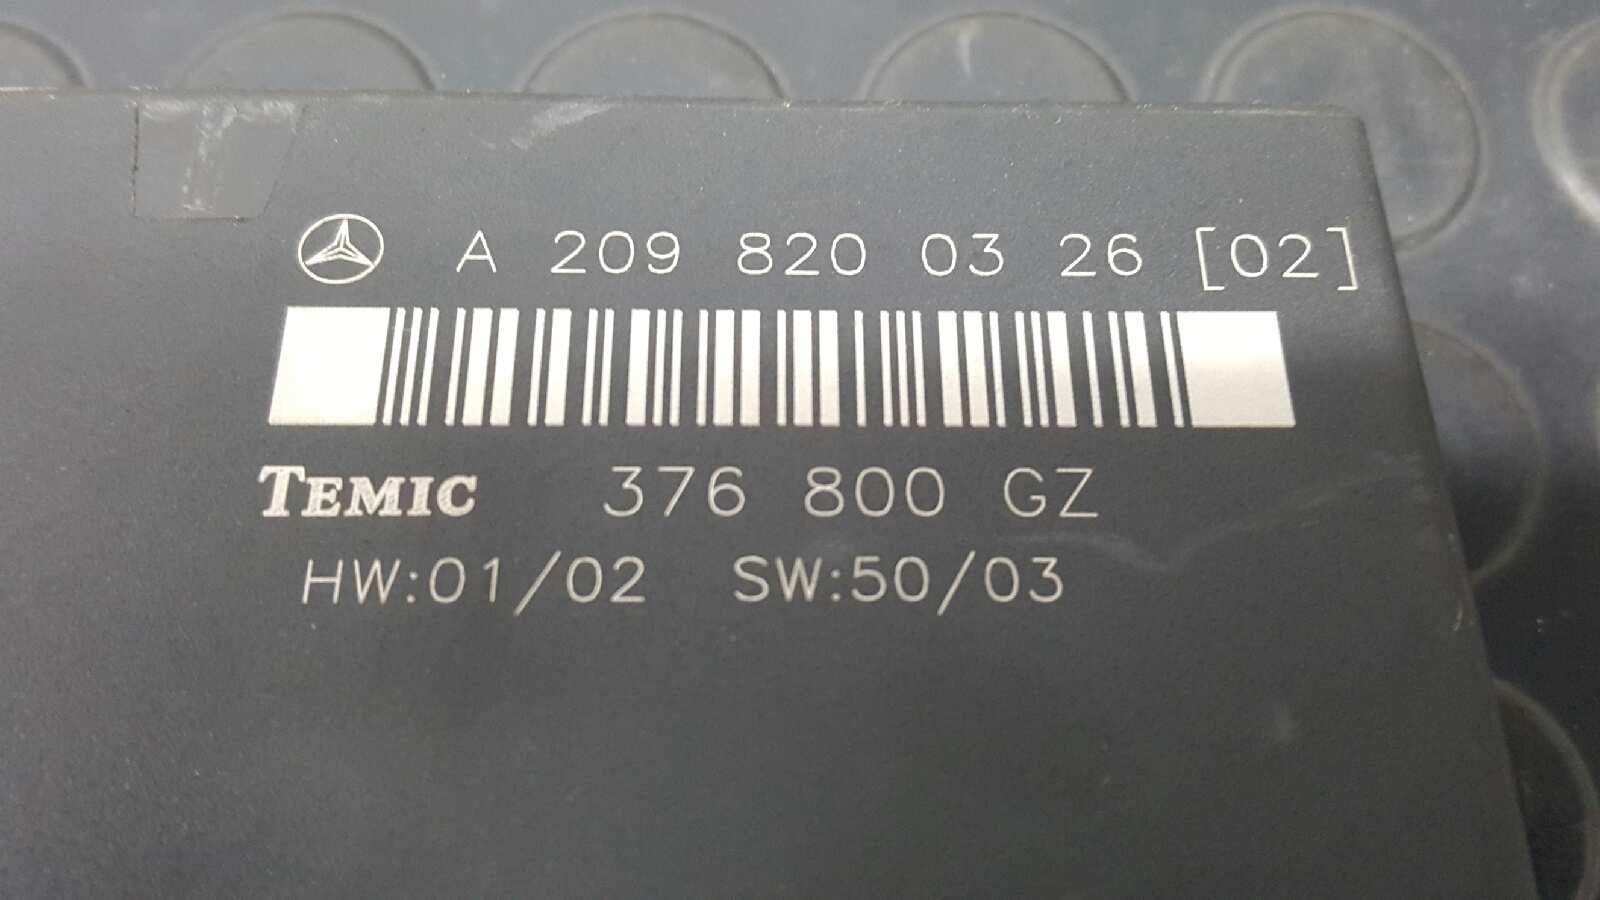 A 209 820 03 26 [02]
TEMIC 376 800 GZ
HW:01/02 SW:50/03